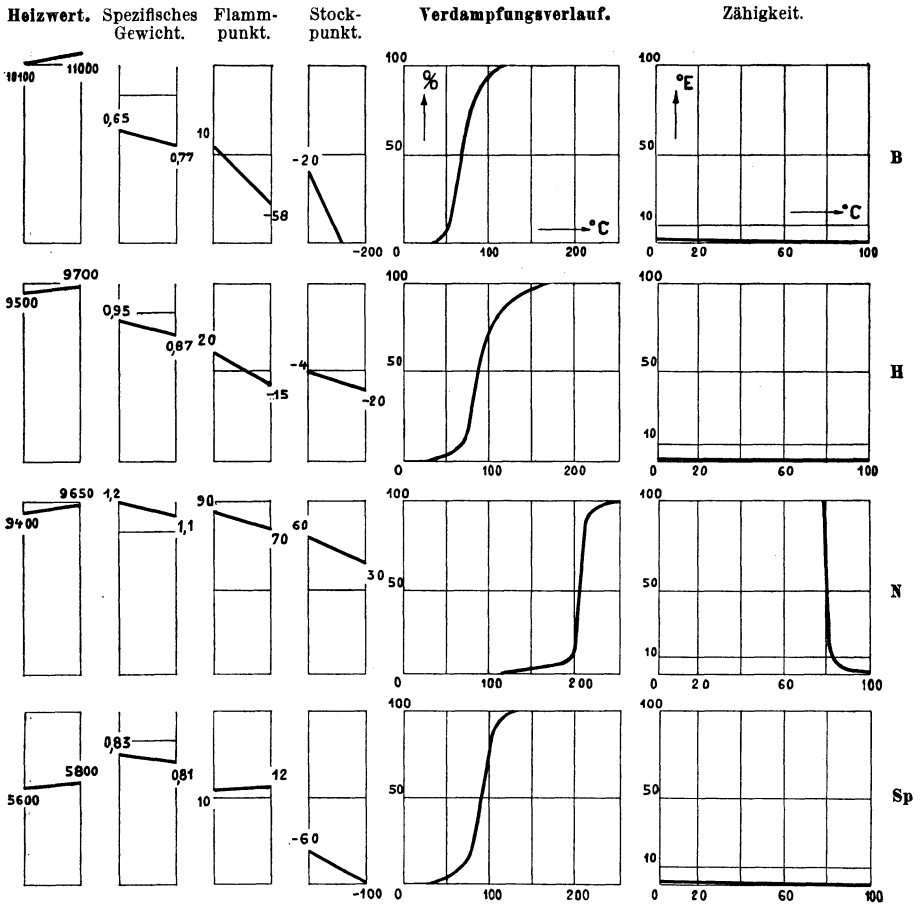 Heizwert. Spezifisches Gewicht. Flamm-punkt. Stock-punkt. Verdampfungsverlauf. Zähigkeit.
10100 11000
0,65 0,77
10 -58
-20 -200
100 % 50 0 100 200 °C
100 °E 50 10 0 20 60 100 °C
B
9500 9700
0,95 0,87
20 -15
-4 -20
100 50 0 100 200
100 50 10 0 20 60 100
H
9400 9650
1,2 1,1
90 70
60 30
100 50 0 100 200
100 50 10 0 20 60 100
N
5600 5800
0,83 0,81
10 12
-60 -100
100 50 0 100 200
100 50 10 0 20 60 100
Sp